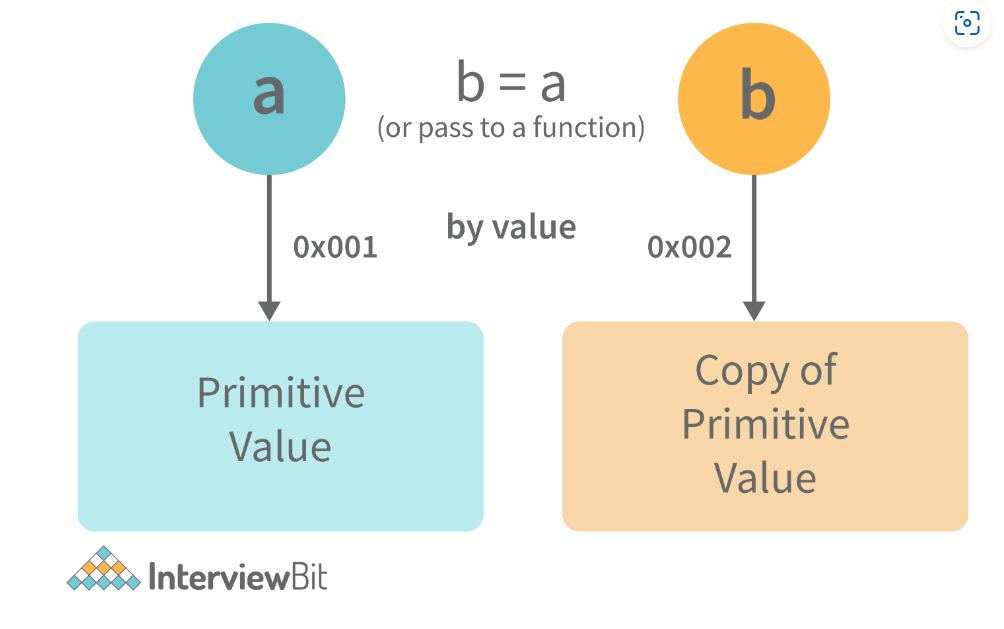 a
b = a
(or pass to a function)
b
by value
0x001
0x002
Primitive
Value
Copy of
Primitive
Value
InterviewBit